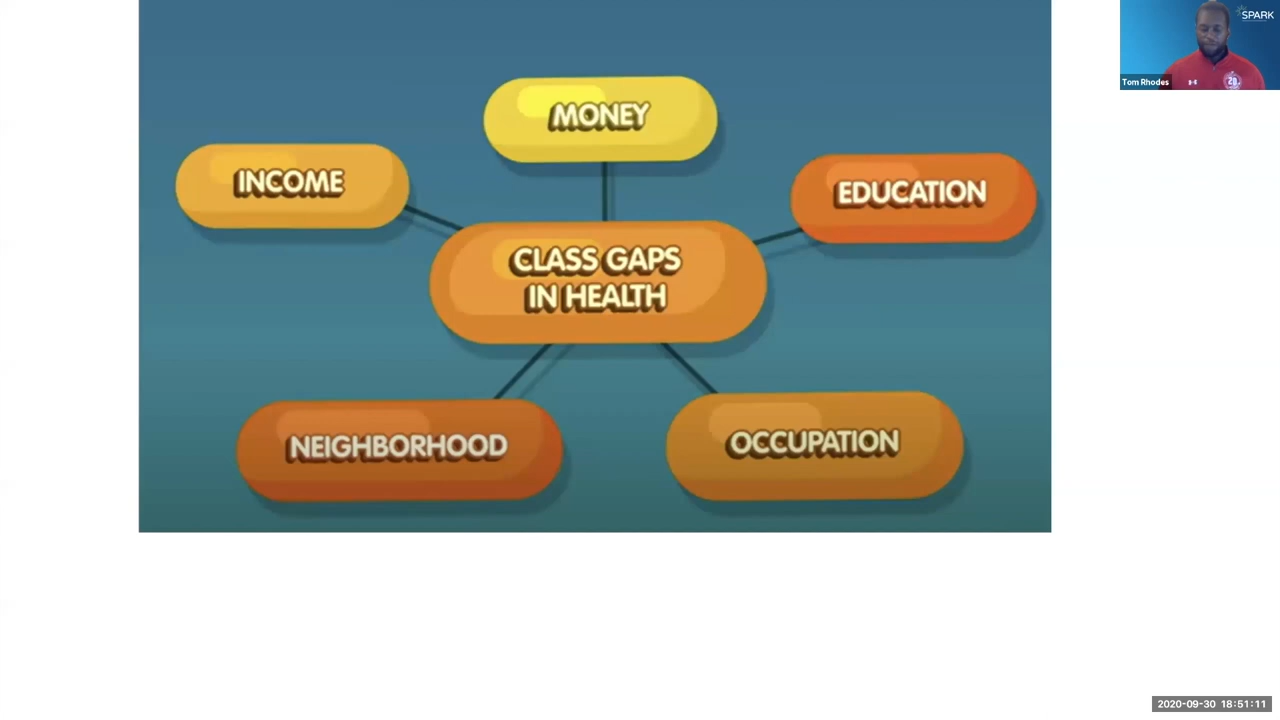 SPARK
Tom Rhodes
MONEY
INCOME
EDUCATION
CLASS GAPS
IN HEALTH
NEIGHBORHOOD
OCCUPATION
2020-09-30 18:51:11